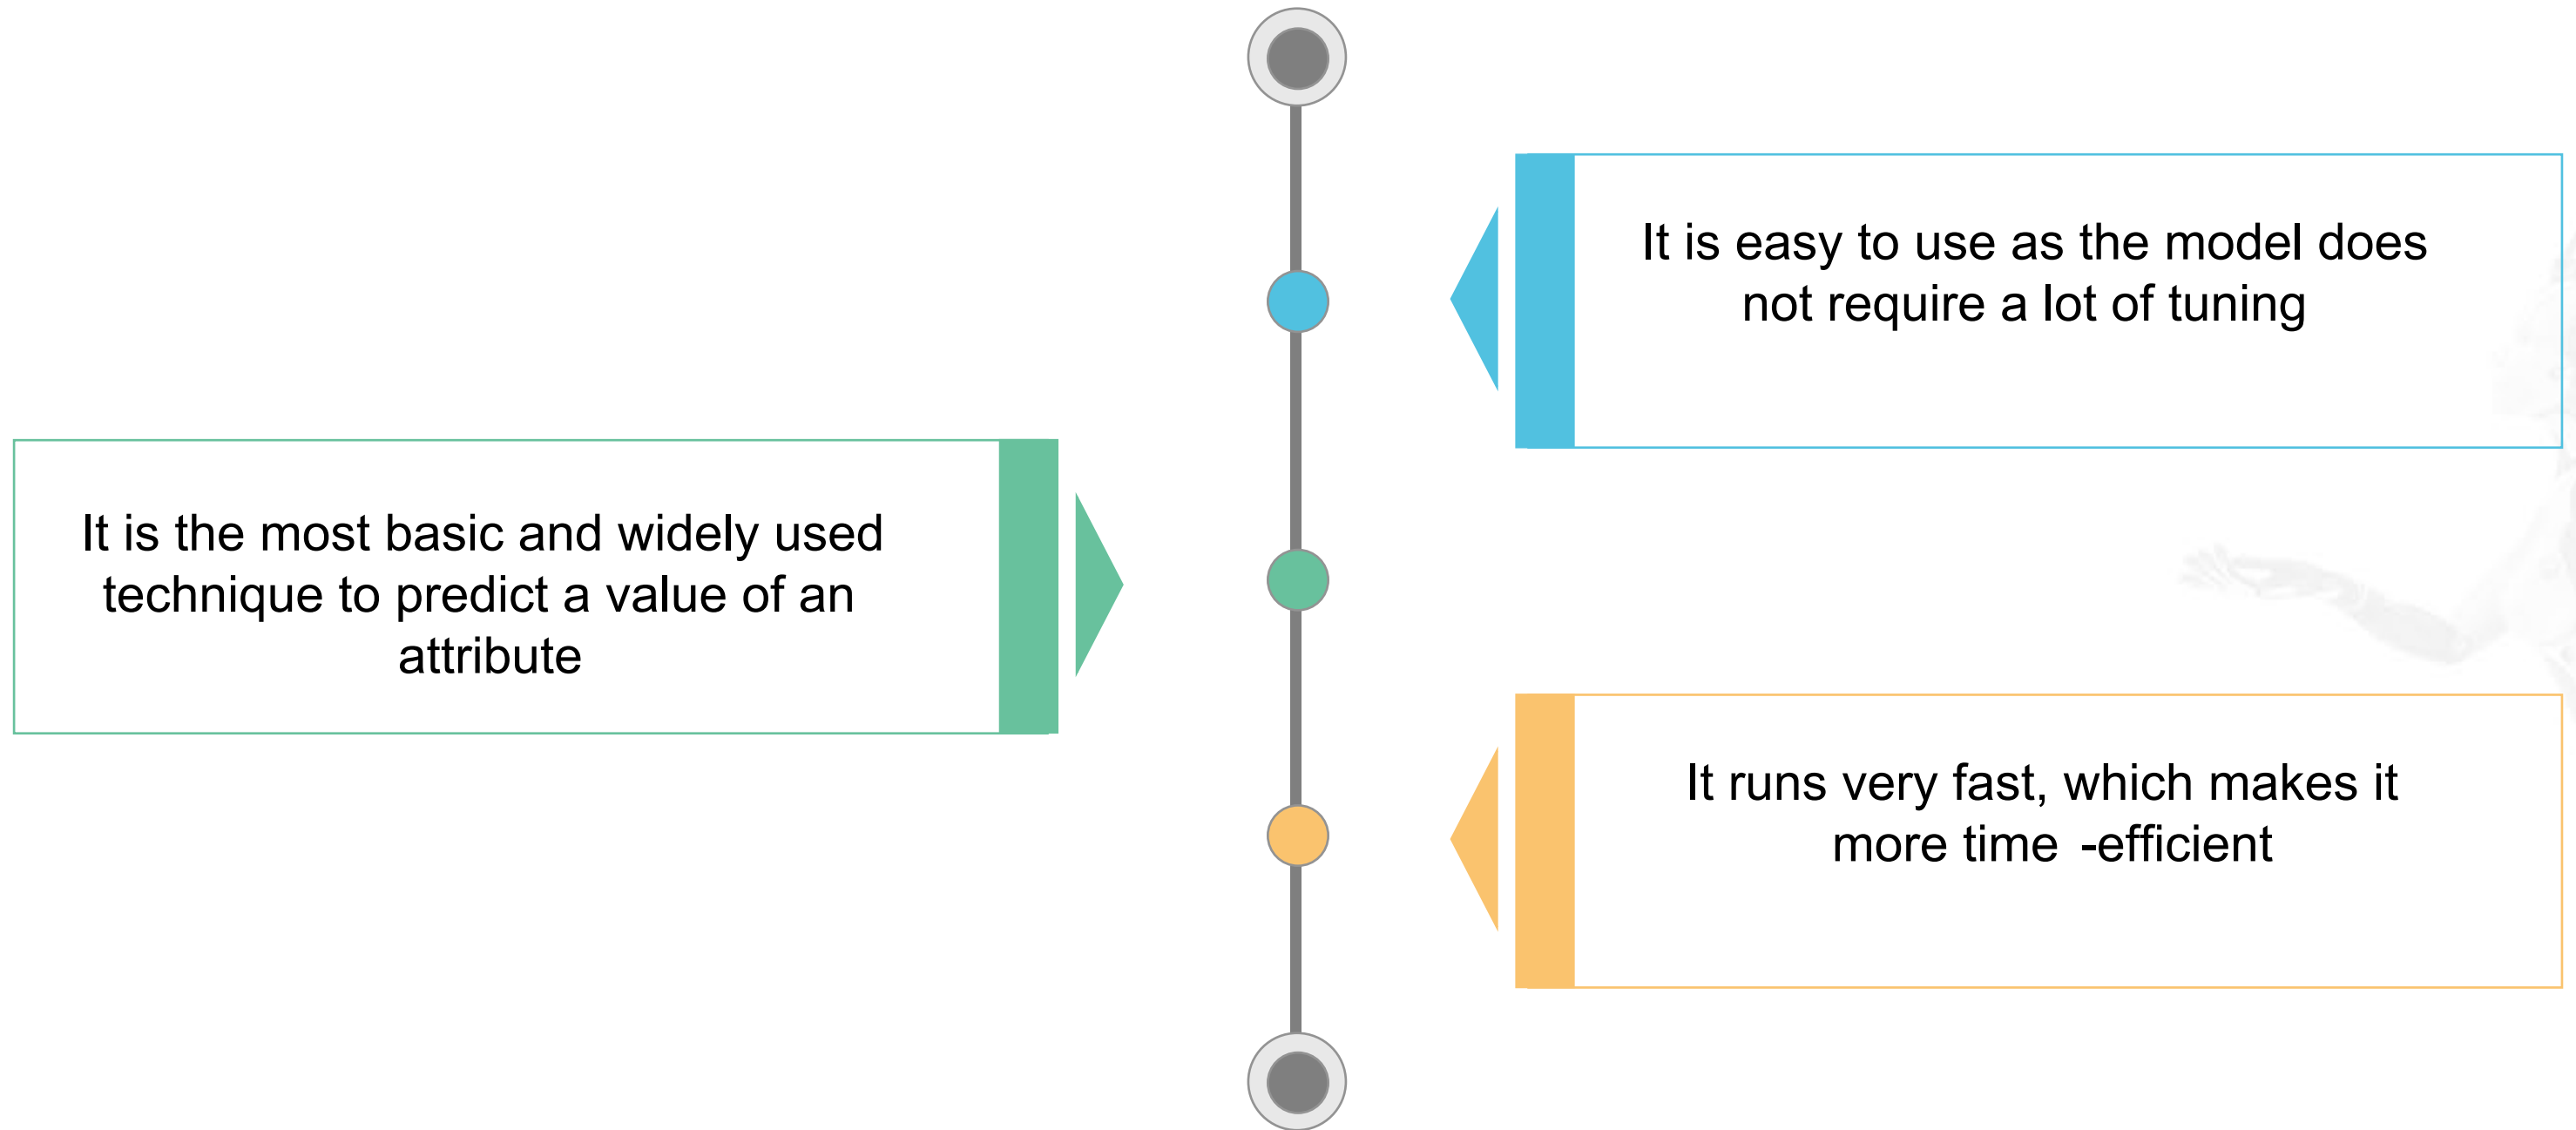 It is easy to use as the model does
not require a lot of tuning
It is the most basic and widely used
technique to predict a value of an
attribute
It runs very fast, which makes it
more time -efficient